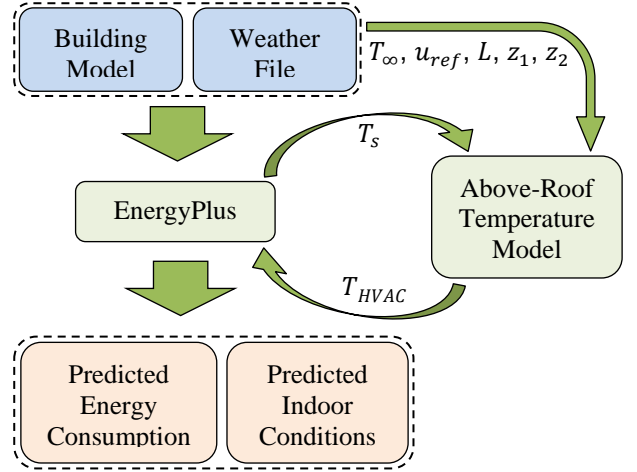 Building
Model
Weather
File
T∞, u_ref, L, z₁, z₂
T_s
EnergyPlus
Above-Roof
Temperature
Model
T_HVAC
Predicted
Energy
Consumption
Predicted
Indoor
Conditions